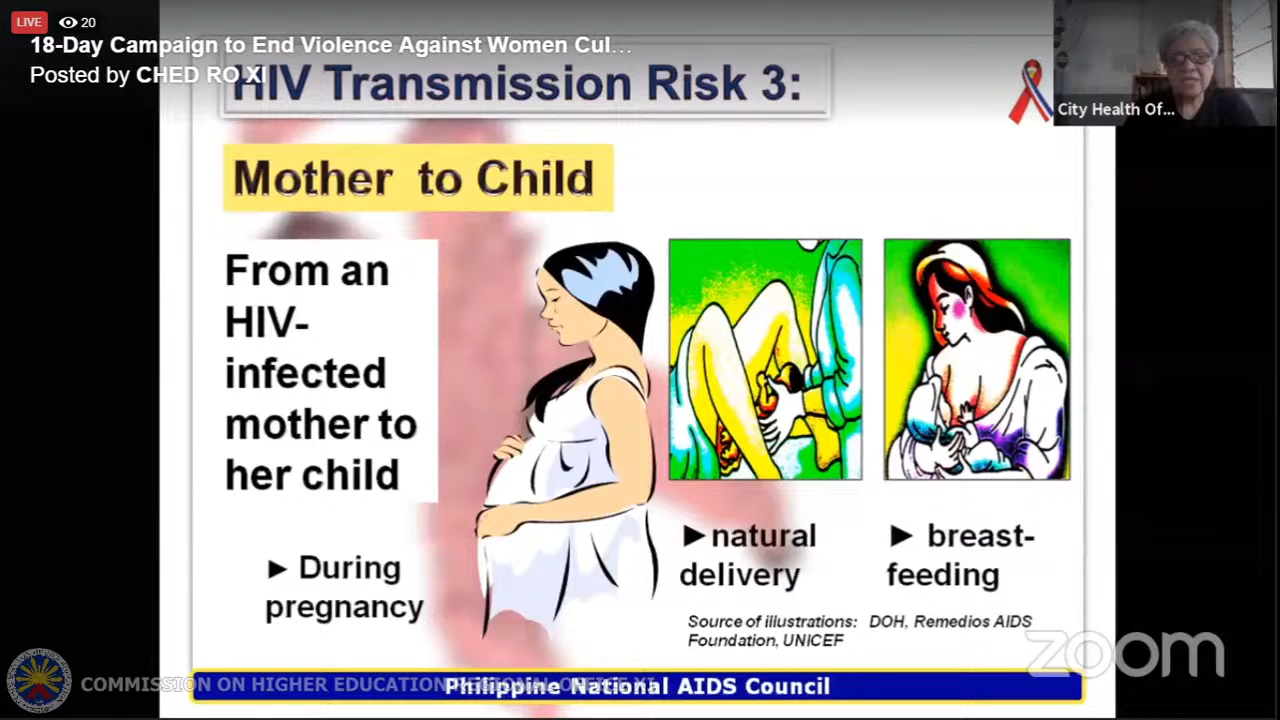 LIVE 20
18-Day Campaign to End Violence Against Women Cul...
Posted by CHED RO XI
HIV Transmission Risk 3:
City Health Of...
Mother to Child
From an
HIV-
infected
mother to
her child
► During
pregnancy
►natural
delivery
► breast-
feeding
Source of illustrations: DOH, Remedios AIDS
Foundation, UNICEF
zoom
COMMISSION ON HIGHER EDUCATION REGIONAL OFFICE XI
Philippine National AIDS Council